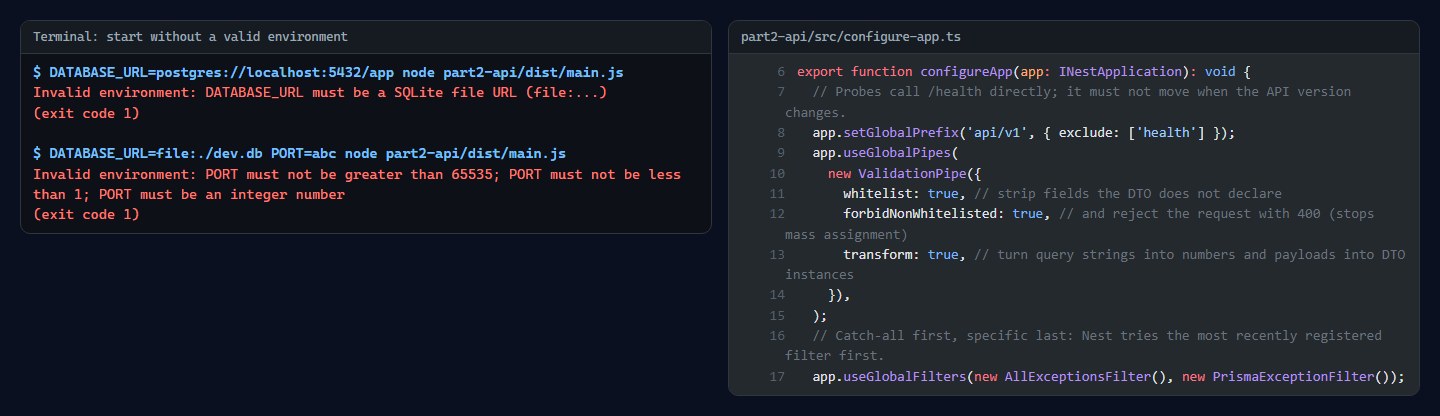 Terminal: start without a valid environment
$ DATABASE_URL=postgres://localhost:5432/app node part2-api/dist/main.js
Invalid environment: DATABASE_URL must be a SQLite file URL (file:...)
(exit code 1)
$ DATABASE_URL=file:./dev.db PORT=abc node part2-api/dist/main.js
Invalid environment: PORT must not be greater than 65535; PORT must not be less
than 1; PORT must be an integer number
(exit code 1)
part2-api/src/configure-app.ts
6 export function configureApp(app: INestApplication): void {
7   // Probes call /health directly; it must not move when the API version
changes.
8   app.setGlobalPrefix('api/v1', { exclude: ['health'] });
9   app.useGlobalPipes(
10     new ValidationPipe({
11       whitelist: true, // strip fields the DTO does not declare
12       forbidNonWhitelisted: true, // and reject the request with 400 (stops
mass assignment)
13       transform: true, // turn query strings into numbers and payloads into DTO
instances
14     }),
15   );
16   // Catch-all first, specific last: Nest tries the most recently registered
filter first.
17   app.useGlobalFilters(new AllExceptionsFilter(), new PrismaExceptionFilter());